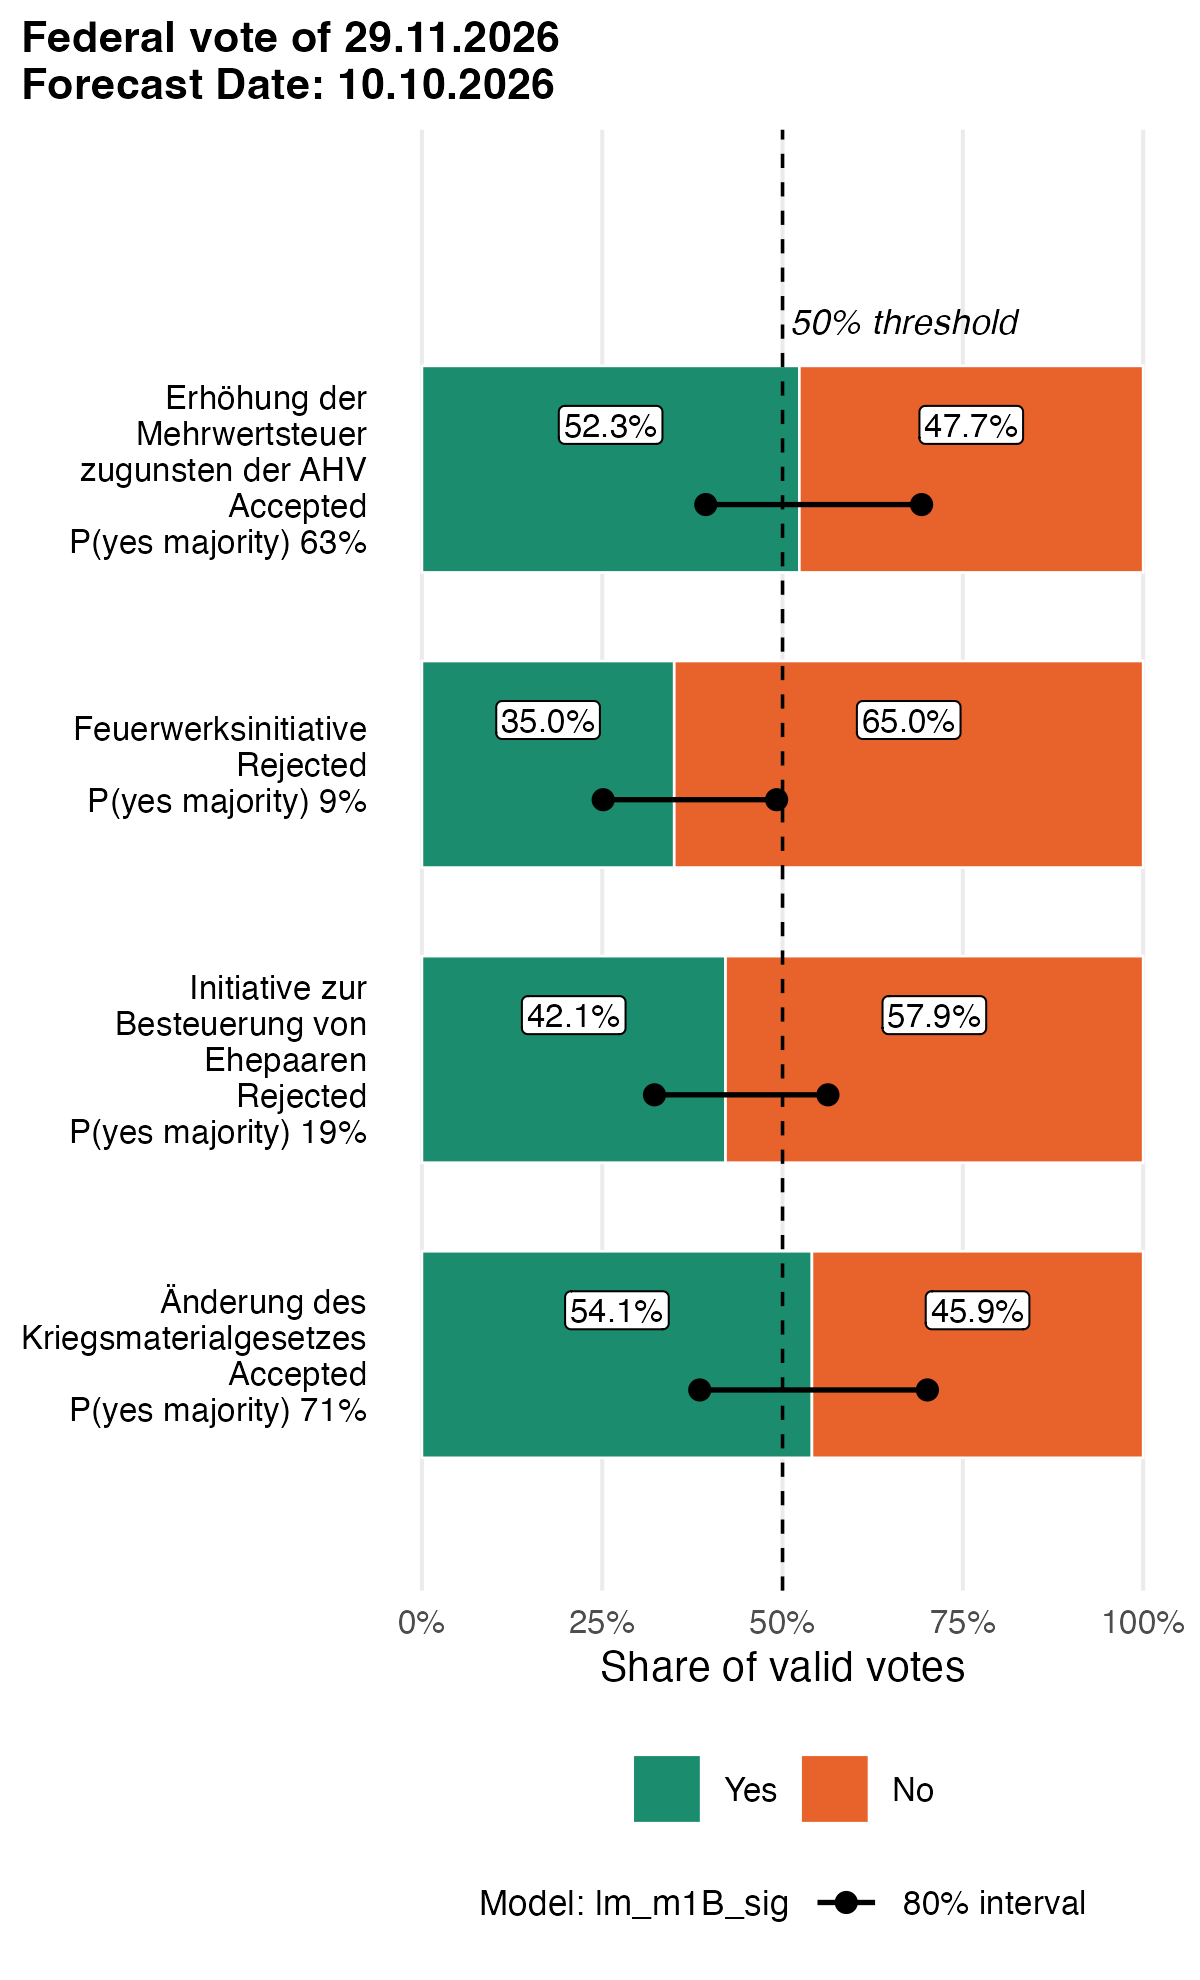 Federal vote of 29.11.2026
Forecast Date: 10.10.2026
50% threshold
Erhöhung der
Mehrwertsteuer
zugunsten der AHV
Accepted
P(yes majority) 63%
52.3%
47.7%
Feuerwerksinitiative
Rejected
P(yes majority) 9%
35.0%
65.0%
Initiative zur
Besteuerung von
Ehepaaren
Rejected
P(yes majority) 19%
42.1%
57.9%
Änderung des
Kriegsmaterialgesetzes
Accepted
P(yes majority) 71%
54.1%
45.9%
0% 25% 50% 75% 100%
Share of valid votes
Yes No
Model: lm_m1B_sig 80% interval